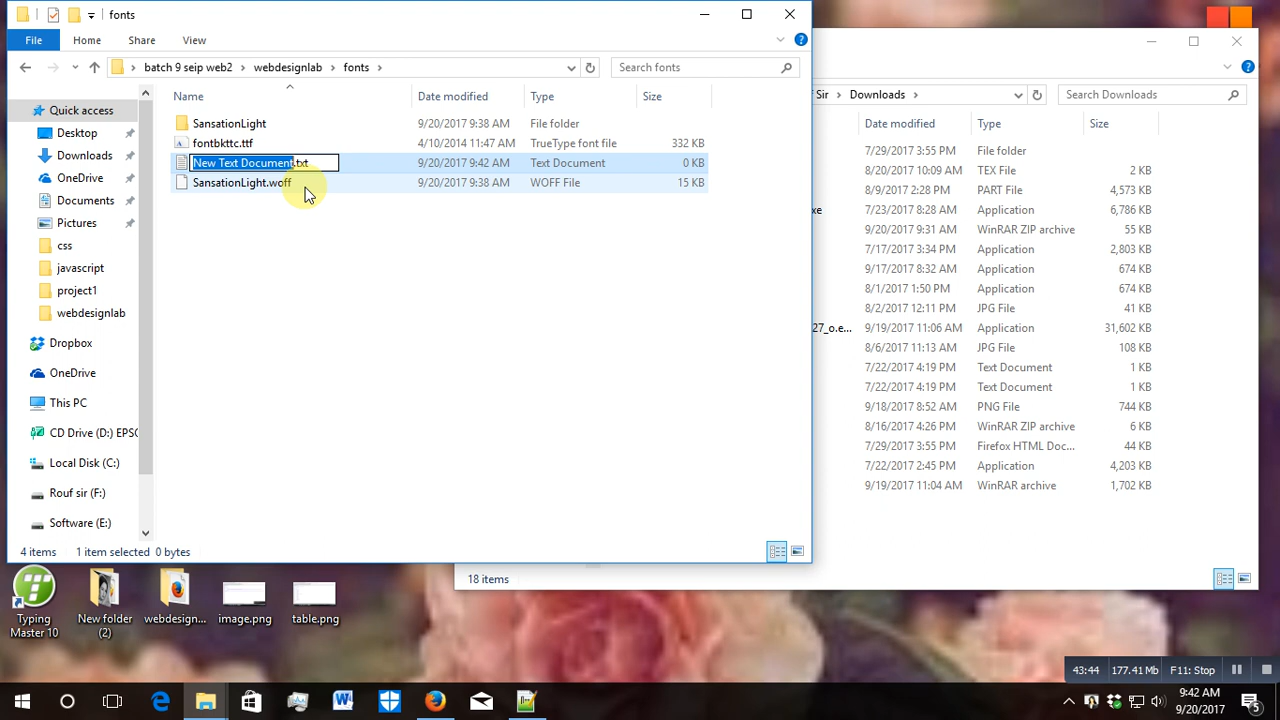 fonts
File Home Share View
batch 9 seip web2 webdesignlab fonts Search fonts
Name Date modified Type Size
Quick access
Desktop
Downloads
OneDrive
Documents
Pictures
css
javascript
project1
webdesignlab
Dropbox
OneDrive
This PC
CD Drive (D:) EPSO
Local Disk (C:)
Rouf sir (F:)
Software (E:)
SansationLight 9/20/2017 9:38 AM File folder
fontbkttc.ttf 4/10/2014 11:47 AM TrueType font file 332 KB
New Text Document.txt 9/20/2017 9:42 AM Text Document 0 KB
SansationLight.woff 9/20/2017 9:38 AM WOFF File 15 KB
4 items 1 item selected 0 bytes
Sir Downloads Search Downloads
Date modified Type Size
7/29/2017 3:55 PM File folder
8/20/2017 10:09 AM TEX File 2 KB
8/9/2017 2:28 PM PART File 4,573 KB
xe 7/23/2017 8:28 AM Application 6,786 KB
9/20/2017 9:31 AM WinRAR ZIP archive 55 KB
7/17/2017 3:34 PM Application 2,803 KB
9/17/2017 8:32 AM Application 674 KB
8/1/2017 1:50 PM Application 674 KB
8/2/2017 12:11 PM JPG File 41 KB
27_o.e... 9/19/2017 11:06 AM Application 31,602 KB
8/6/2017 11:13 AM JPG File 108 KB
7/22/2017 4:19 PM Text Document 1 KB
7/22/2017 4:19 PM Text Document 1 KB
9/18/2017 8:52 AM PNG File 744 KB
8/16/2017 4:26 PM WinRAR ZIP archive 6 KB
7/29/2017 3:55 PM Firefox HTML Doc... 44 KB
7/22/2017 2:45 PM Application 4,203 KB
9/19/2017 11:04 AM WinRAR archive 1,702 KB
18 items
Typing Master 10
New folder (2)
webdesign...
image.png
table.png
43:44 177.41 MB F11: Stop
9:42 AM
9/20/2017
5